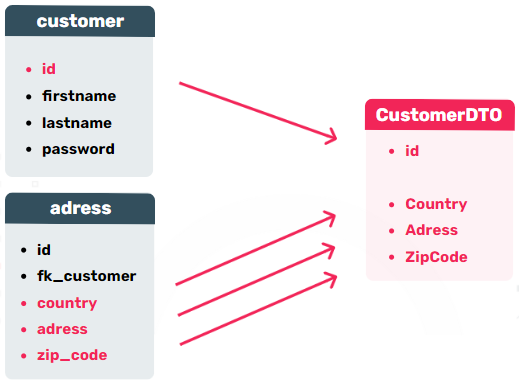 customer
id
firstname
lastname
password
adress
id
fk_customer
country
adress
zip_code
CustomerDTO
id
Country
Adress
ZipCode